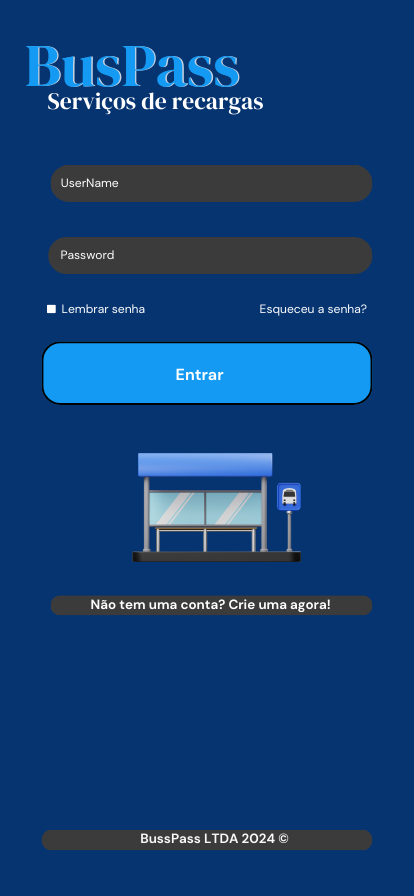 BusPass
Serviços de recargas
UserName
Password
Lembrar senha
Esqueceu a senha?
Entrar
Não tem uma conta? Crie uma agora!
BussPass LTDA 2024 ©